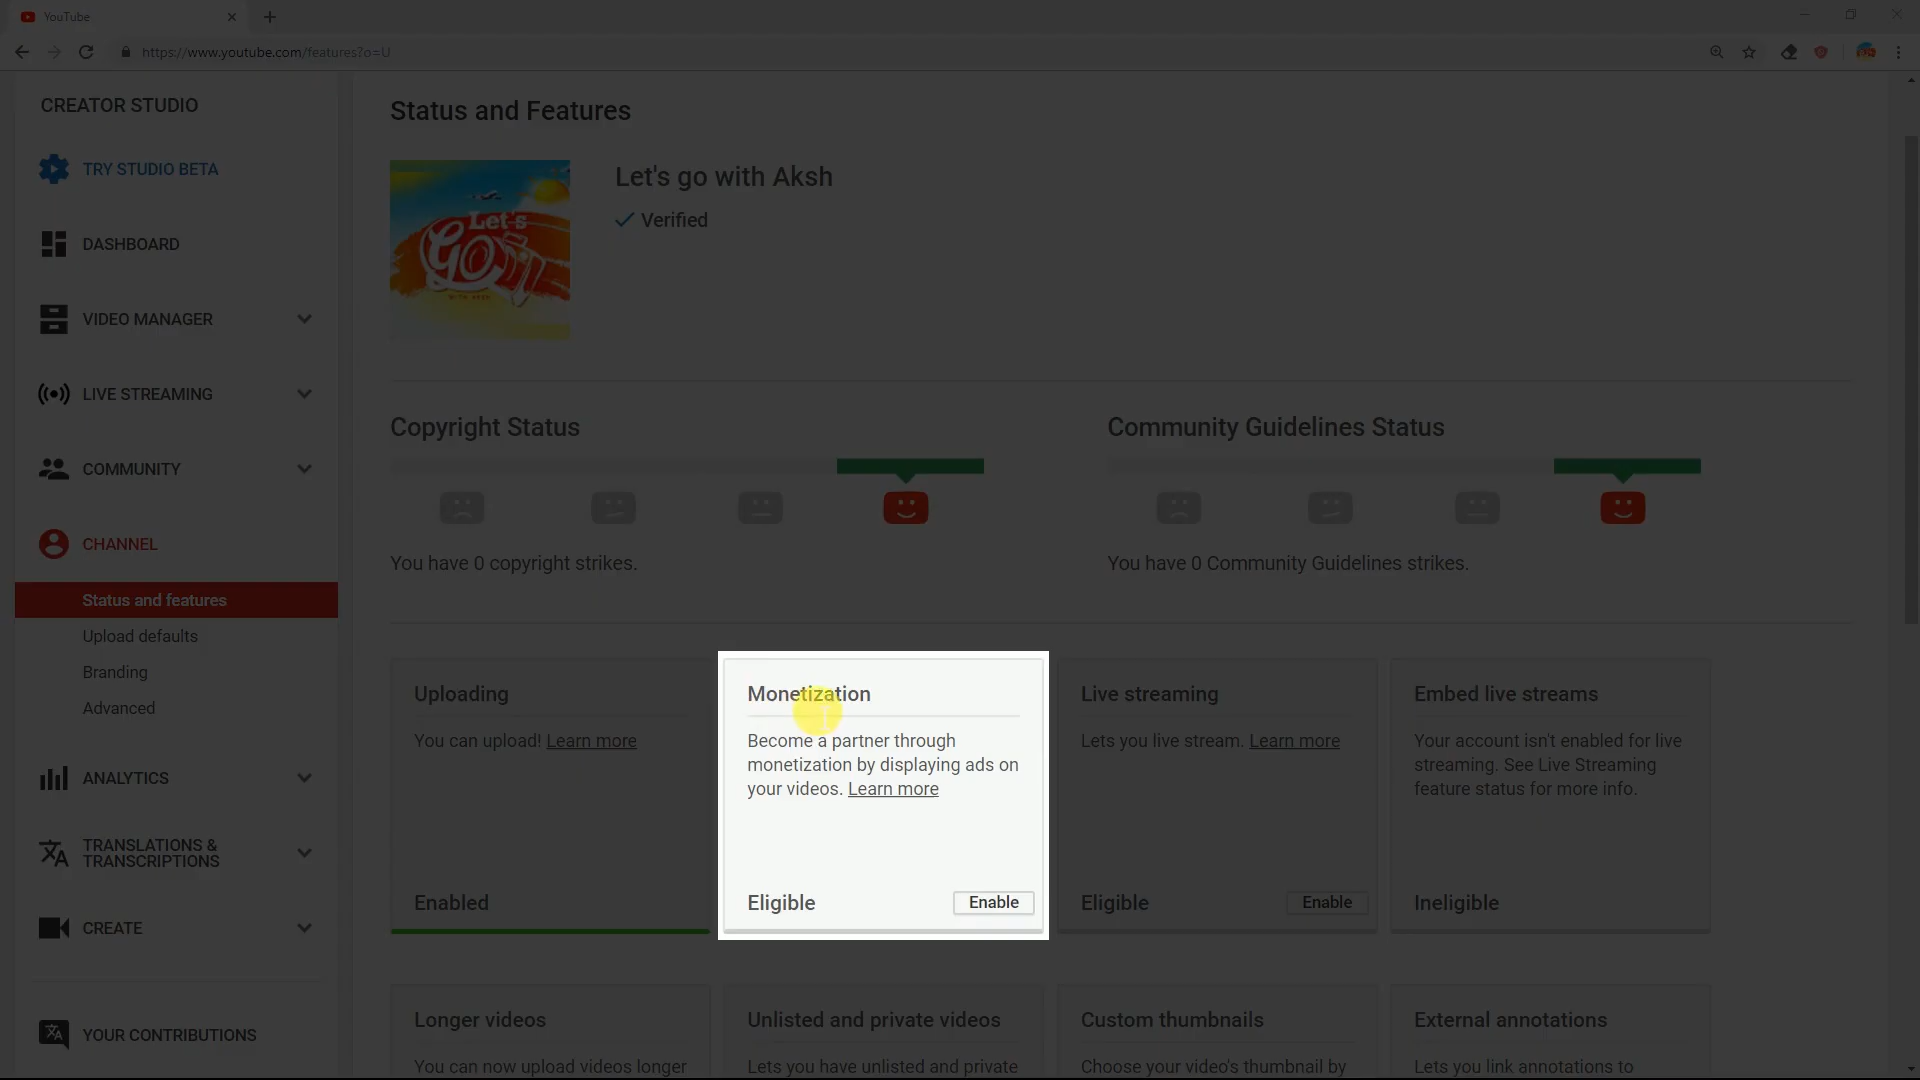 YouTube
https://www.youtube.com/features?o=U
CREATOR STUDIO
TRY STUDIO BETA
DASHBOARD
VIDEO MANAGER
LIVE STREAMING
COMMUNITY
CHANNEL
Status and features
Upload defaults
Branding
Advanced
ANALYTICS
TRANSLATIONS &
TRANSCRIPTIONS
CREATE
YOUR CONTRIBUTIONS
Status and Features
Let's
GO
WITH AKSH
Let's go with Aksh
Verified
Copyright Status
You have 0 copyright strikes.
Community Guidelines Status
You have 0 Community Guidelines strikes.
Uploading
You can upload! Learn more
Enabled
Monetization
Become a partner through
monetization by displaying ads on
your videos. Learn more
Eligible
Enable
Live streaming
Lets you live stream. Learn more
Eligible
Enable
Embed live streams
Your account isn't enabled for live
streaming. See Live Streaming
feature status for more info.
Ineligible
Longer videos
You can now upload videos longer
Unlisted and private videos
Lets you have unlisted and private
Custom thumbnails
Choose your video's thumbnail by
External annotations
Lets you link annotations to